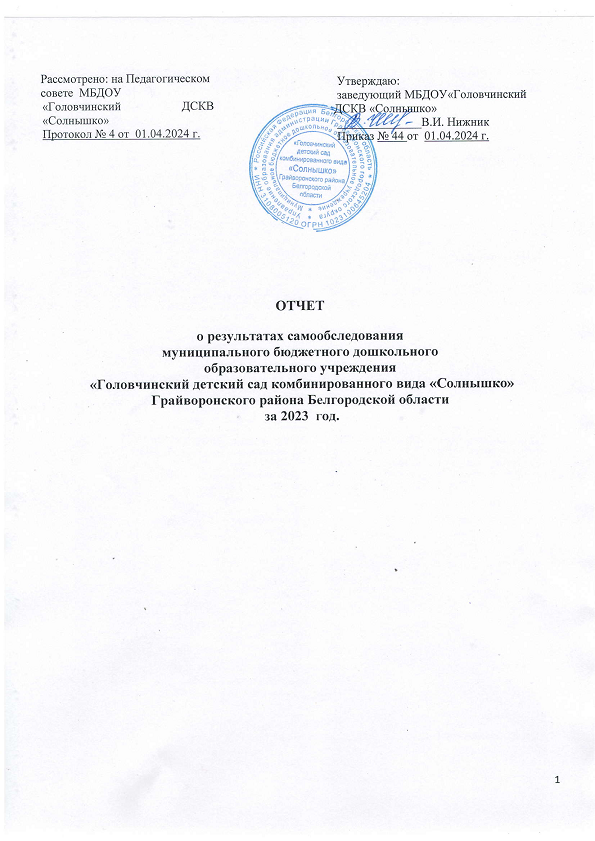 Рассмотрено: на Педагогическом
совете МБДОУ
«Головчинский ДСКВ
«Солнышко»
Протокол № 4 от 01.04.2024 г.
Утверждаю:
заведующий МБДОУ«Головчинский
ДСКВ «Солнышко»
В.И. Нижник
Приказ № 44 от 01.04.2024 г.
«Головчинский
детский сад
комбинированного вида
«Солнышко»
Грайворонского района
Белгородской
области
ОТЧЕТ
о результатах самообследования
муниципального бюджетного дошкольного
образовательного учреждения
«Головчинский детский сад комбинированного вида «Солнышко»
Грайворонского района Белгородской области
за 2023 год.
1